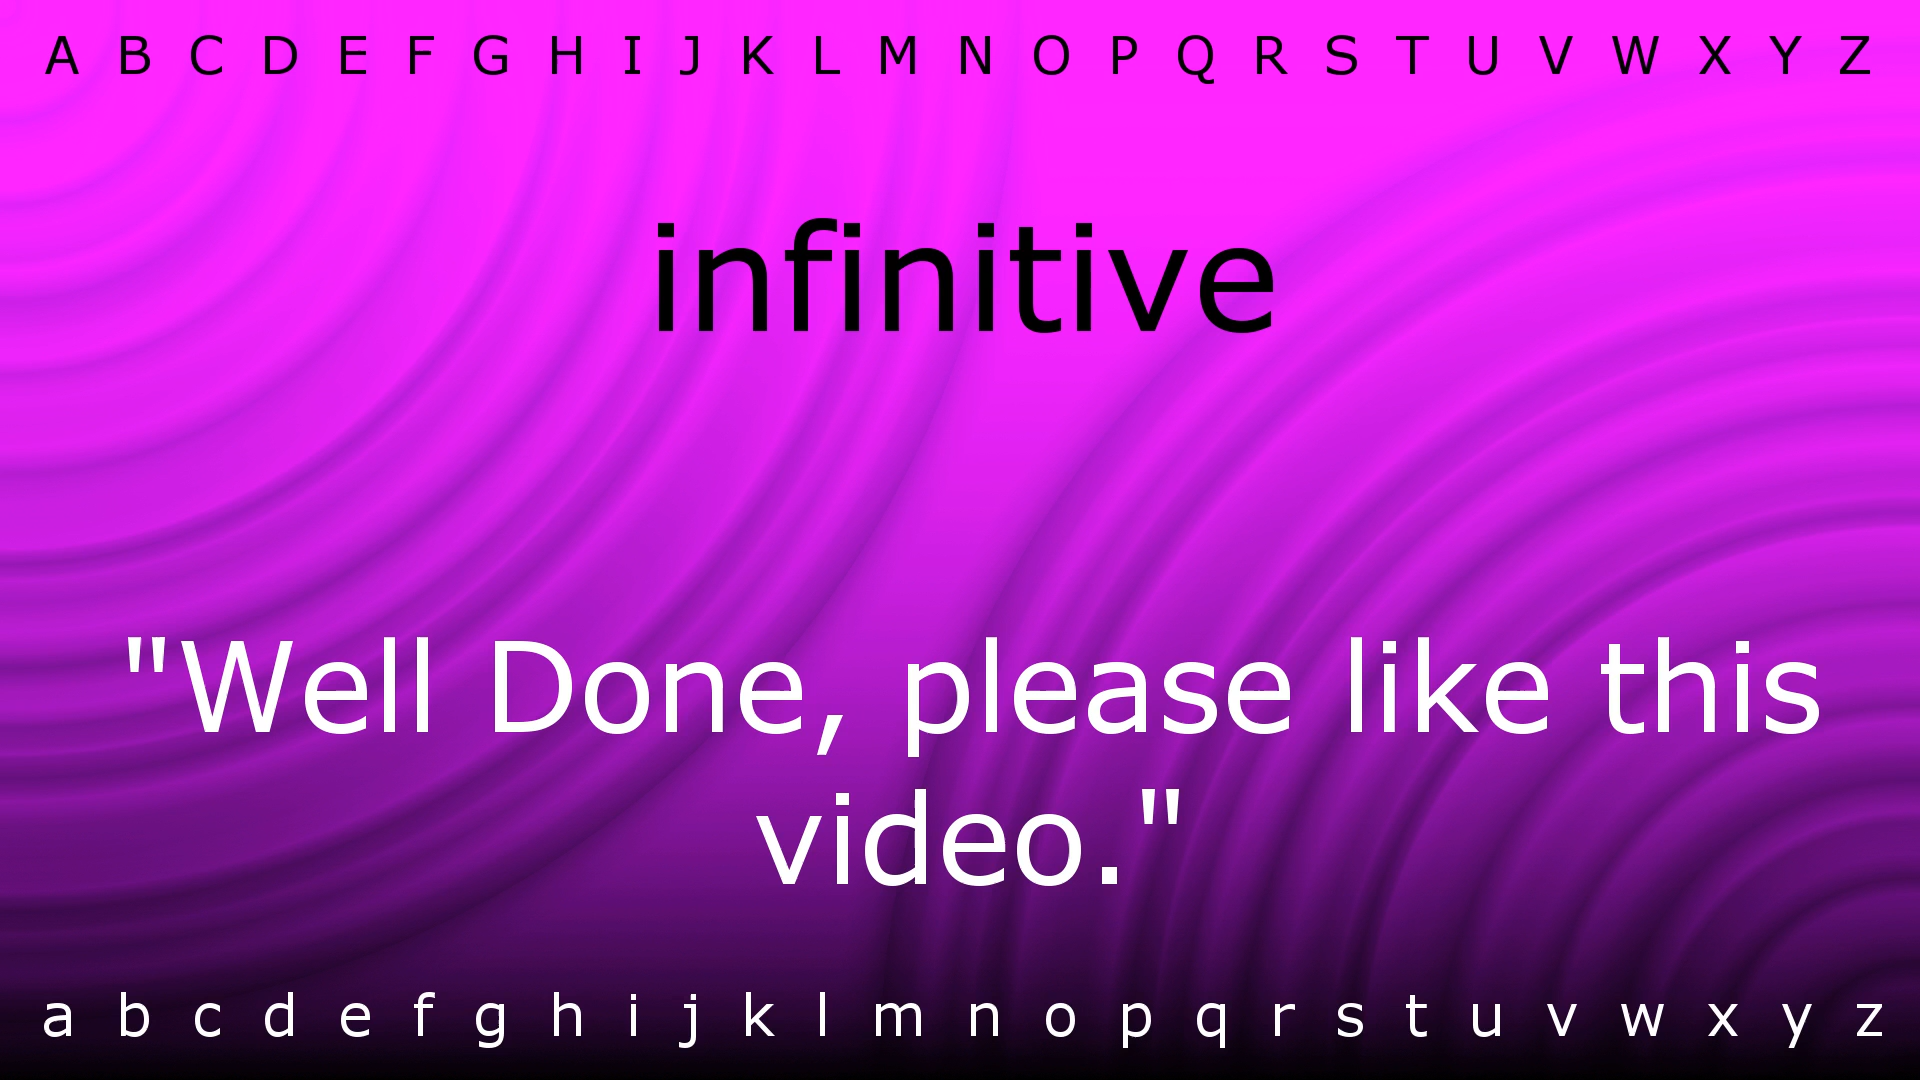 A B C D E F G H I J K L M N O P Q R S T U V W X Y Z
infinitive
"Well Done, please like this
video."
a b c d e f g h i j k l m n o p q r s t u v w x y z